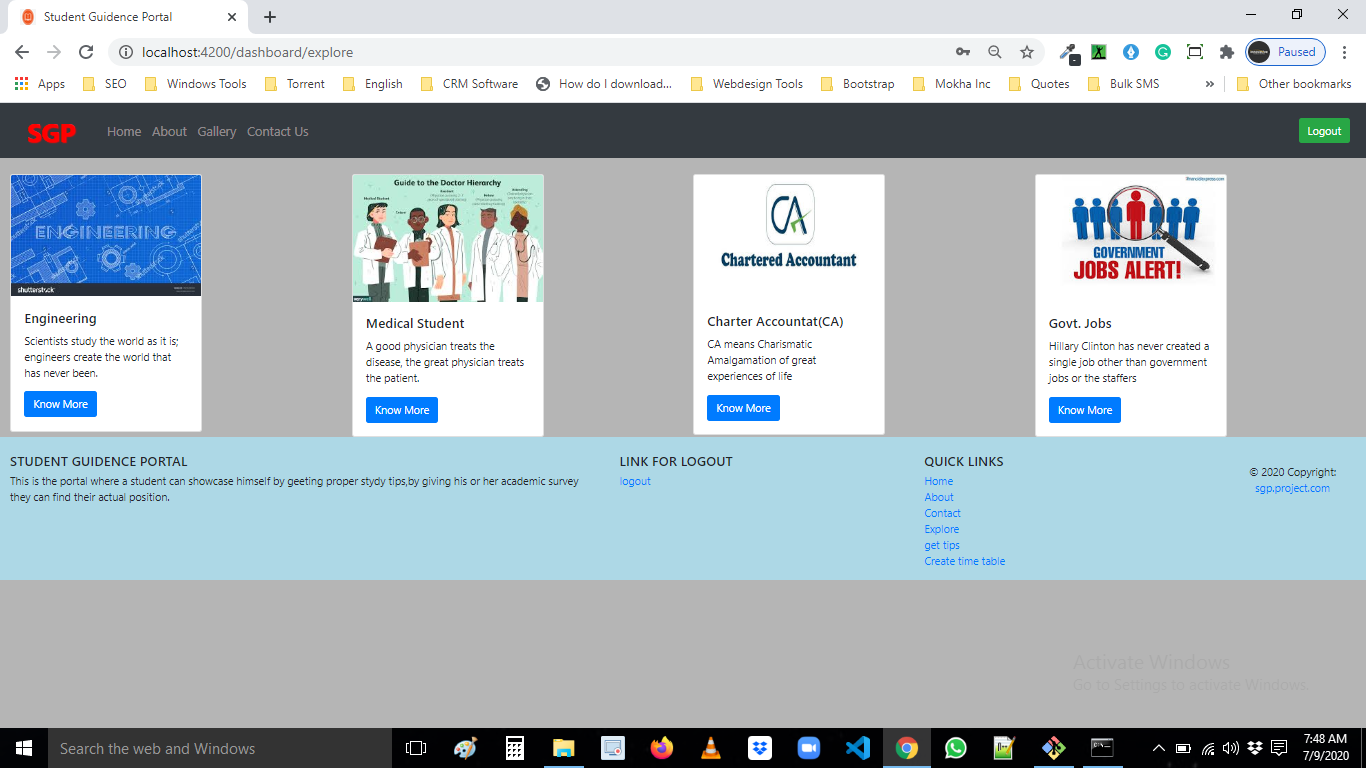 Student Guidence Portal
localhost:4200/dashboard/explore
Paused
Apps
SEO
Windows Tools
Torrent
English
CRM Software
How do I download...
Webdesign Tools
Bootstrap
Mokha Inc
Quotes
Bulk SMS
»
Other bookmarks
SGP
Home
About
Gallery
Contact Us
Logout
ENGINEERING
shutterstock
Engineering
Scientists study the world as it is;
engineers create the world that
has never been.
Know More
Guide to the Doctor Hierarchy
Medical Student
Medical Student
A good physician treats the
disease, the great physician treats
the patient.
Know More
CA
Chartered Accountant
Charter Accountat(CA)
CA means Charismatic
Amalgamation of great
experiences of life
Know More
GOVERNMENT
JOBS ALERT!
Govt. Jobs
Hillary Clinton has never created a
single job other than government
jobs or the staffers
Know More
STUDENT GUIDENCE PORTAL
This is the portal where a student can showcase himself by geeting proper stydy tips,by giving his or her academic survey
they can find their actual position.
LINK FOR LOGOUT
logout
QUICK LINKS
Home
About
Contact
Explore
get tips
Create time table
© 2020 Copyright:
sgp.project.com
Activate Windows
Go to Settings to activate Windows.
Search the web and Windows
7:48 AM
7/9/2020